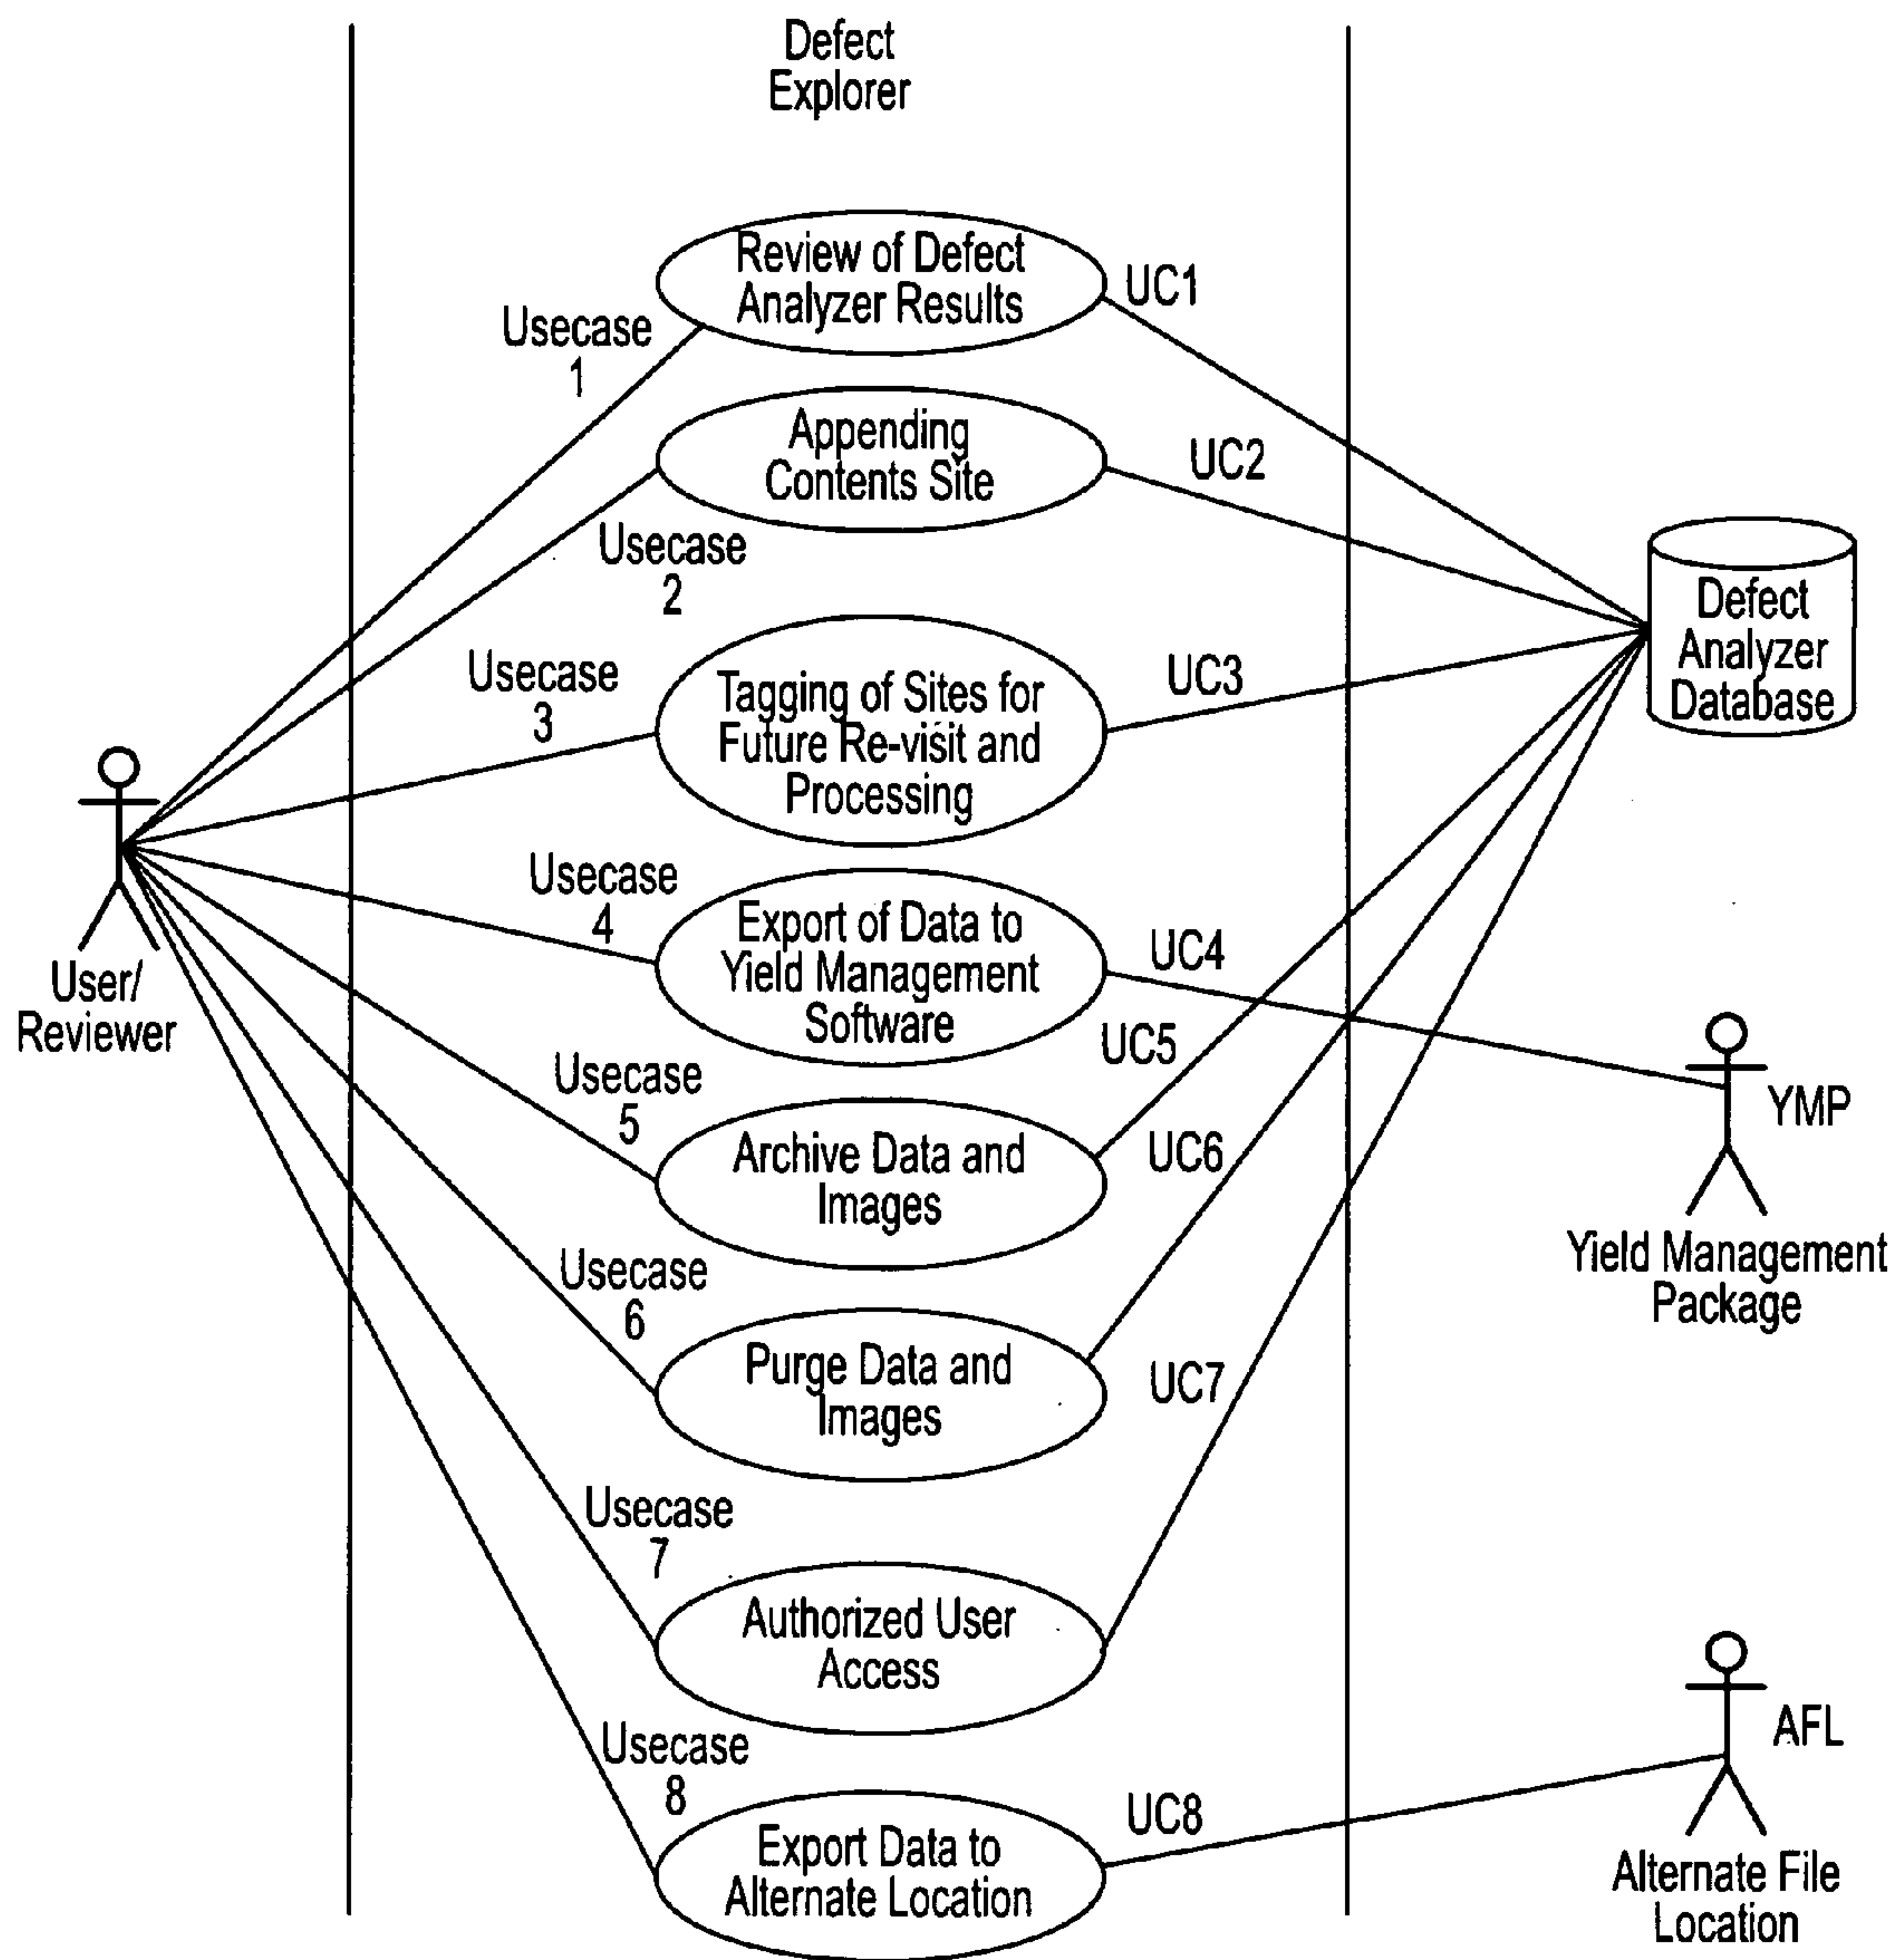 Defect
Explorer
Review of Defect
Analyzer Results
UC1
Usecase
1
Appending
Contents Site
UC2
Usecase
2
Defect
Analyzer
Database
Usecase
3
Tagging of Sites for
Future Re-visit and
Processing
UC3
Usecase
4
Export of Data to
Yield Management
Software
UC4
User/
Reviewer
UC5
YMP
Usecase
5
Archive Data and
Images
UC6
Yield Management
Package
Usecase
6
Purge Data and
Images
UC7
Usecase
7
Authorized User
Access
AFL
Usecase
8
Export Data to
Alternate Location
UC8
Alternate File
Location